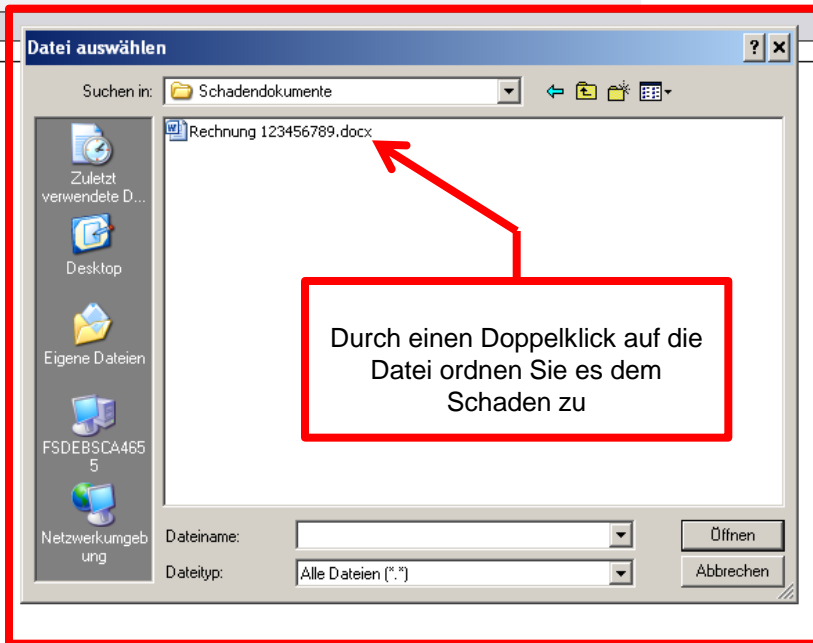 Datei auswählen
Suchen in:
Schadendokumente
Rechnung 123456789.docx
Zuletzt
verwendete D...
Desktop
Eigene Dateien
FSDEBSCA465
5
Netzwerkumgeb
ung
Durch einen Doppelklick auf die
Datei ordnen Sie es dem
Schaden zu
Dateiname:
Öffnen
Dateityp:
Alle Dateien (*.*)
Abbrechen